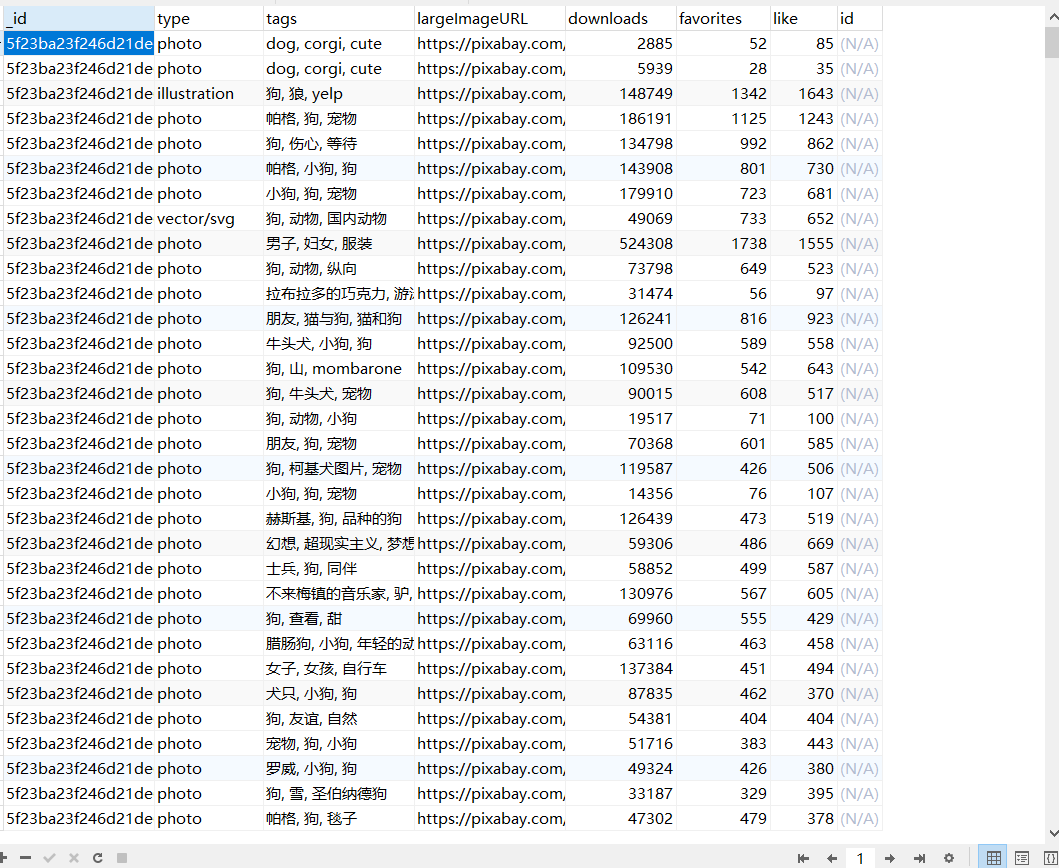 _id type tags largeImageURL downloads favorites like id
5f23ba23f246d21de photo dog, corgi, cute https://pixabay.com/ 2885 52 85 (N/A)
5f23ba23f246d21de photo dog, corgi, cute https://pixabay.com/ 5939 28 35 (N/A)
5f23ba23f246d21de illustration 狗, 狼, yelp https://pixabay.com/ 148749 1342 1643 (N/A)
5f23ba23f246d21de photo 帕格, 狗, 宠物 https://pixabay.com/ 186191 1125 1243 (N/A)
5f23ba23f246d21de photo 狗, 伤心, 等待 https://pixabay.com/ 134798 992 862 (N/A)
5f23ba23f246d21de photo 帕格, 小狗, 狗 https://pixabay.com/ 143908 801 730 (N/A)
5f23ba23f246d21de photo 小狗, 狗, 宠物 https://pixabay.com/ 179910 723 681 (N/A)
5f23ba23f246d21de vector/svg 狗, 动物, 国内动物 https://pixabay.com/ 49069 733 652 (N/A)
5f23ba23f246d21de photo 男子, 妇女, 服装 https://pixabay.com/ 524308 1738 1555 (N/A)
5f23ba23f246d21de photo 狗, 动物, 纵向 https://pixabay.com/ 73798 649 523 (N/A)
5f23ba23f246d21de photo 拉布拉多的巧克力, 游泳 https://pixabay.com/ 31474 56 97 (N/A)
5f23ba23f246d21de photo 朋友, 猫与狗, 猫和狗 https://pixabay.com/ 126241 816 923 (N/A)
5f23ba23f246d21de photo 牛头犬, 小狗, 狗 https://pixabay.com/ 92500 589 558 (N/A)
5f23ba23f246d21de photo 狗, 山, mombarone https://pixabay.com/ 109530 542 643 (N/A)
5f23ba23f246d21de photo 狗, 牛头犬, 宠物 https://pixabay.com/ 90015 608 517 (N/A)
5f23ba23f246d21de photo 狗, 动物, 小狗 https://pixabay.com/ 19517 71 100 (N/A)
5f23ba23f246d21de photo 朋友, 狗, 宠物 https://pixabay.com/ 70368 601 585 (N/A)
5f23ba23f246d21de photo 狗, 柯基犬图片, 宠物 https://pixabay.com/ 119587 426 506 (N/A)
5f23ba23f246d21de photo 小狗, 狗, 宠物 https://pixabay.com/ 14356 76 107 (N/A)
5f23ba23f246d21de photo 赫斯基, 狗, 品种的狗 https://pixabay.com/ 126439 473 519 (N/A)
5f23ba23f246d21de photo 幻想, 超现实主义, 梦想 https://pixabay.com/ 59306 486 669 (N/A)
5f23ba23f246d21de photo 士兵, 狗, 同伴 https://pixabay.com/ 58852 499 587 (N/A)
5f23ba23f246d21de photo 不来梅镇的音乐家, 驴, https://pixabay.com/ 130976 567 605 (N/A)
5f23ba23f246d21de photo 狗, 查看, 甜 https://pixabay.com/ 69960 555 429 (N/A)
5f23ba23f246d21de photo 腊肠狗, 小狗, 年轻的动 https://pixabay.com/ 63116 463 458 (N/A)
5f23ba23f246d21de photo 女子, 女孩, 自行车 https://pixabay.com/ 137384 451 494 (N/A)
5f23ba23f246d21de photo 犬只, 小狗, 狗 https://pixabay.com/ 87835 462 370 (N/A)
5f23ba23f246d21de photo 狗, 友谊, 自然 https://pixabay.com/ 54381 404 404 (N/A)
5f23ba23f246d21de photo 宠物, 狗, 小狗 https://pixabay.com/ 51716 383 443 (N/A)
5f23ba23f246d21de photo 罗威, 小狗, 狗 https://pixabay.com/ 49324 426 380 (N/A)
5f23ba23f246d21de photo 狗, 雪, 圣伯纳德狗 https://pixabay.com/ 33187 329 395 (N/A)
5f23ba23f246d21de photo 帕格, 狗, 毯子 https://pixabay.com/ 47302 479 378 (N/A)
1